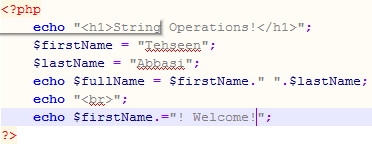 <?php
echo "<h1>String Operations!</h1>";
$firstName = "Tehseen";
$lastName = "Abbasi";
echo $fullName = $firstName." ".$lastName;
echo "<br>";
echo $firstName.="! Welcome!";
?>